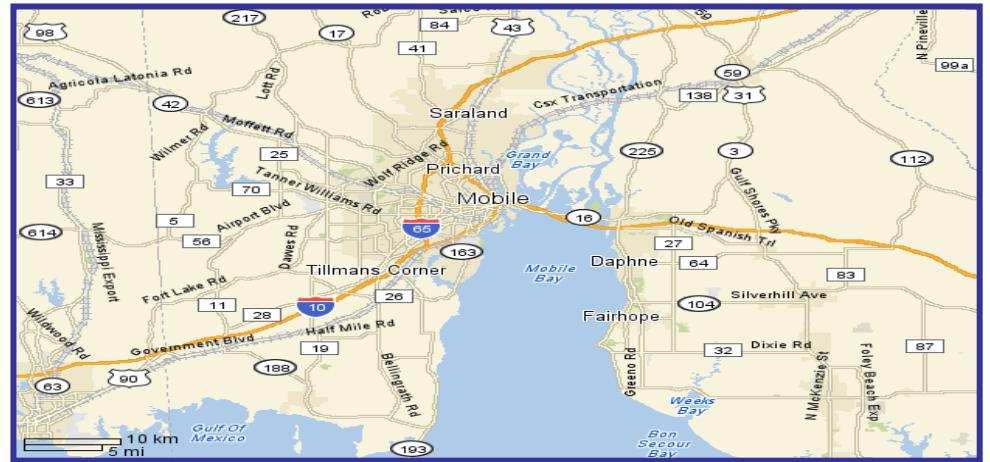 217
98
17
84
43
59
41
N Pineville
99a
Agricola Latonia Rd
Lott Rd
59
Csx Transportation
613
42
138
31
Saraland
Moffett Rd
Wilmer Rd
Wolf Ridge Rd
225
3
112
25
Grand
Bay
33
Prichard
Tanner Williams Rd
70
Gulf Shores Pky
Mobile
5
Airport Blvd
16
614
65
Old Spanish Trl
56
Dawes Rd
163
27
Mississippi Export
Daphne
64
Tillmans Corner
Mobile
Bay
83
Fort Lake Rd
26
11
10
104
Silverhill Ave
28
Fairhope
Wildwood Rd
Half Mile Rd
Government Blvd
19
32
Dixie Rd
87
90
188
Bellingrath Rd
Greeno Rd
N McKenzie St
Foley Beach Exp
63
Weeks
Bay
Gulf Of
Mexico
10 km
5 mi
193
Bon
Secour
Bay